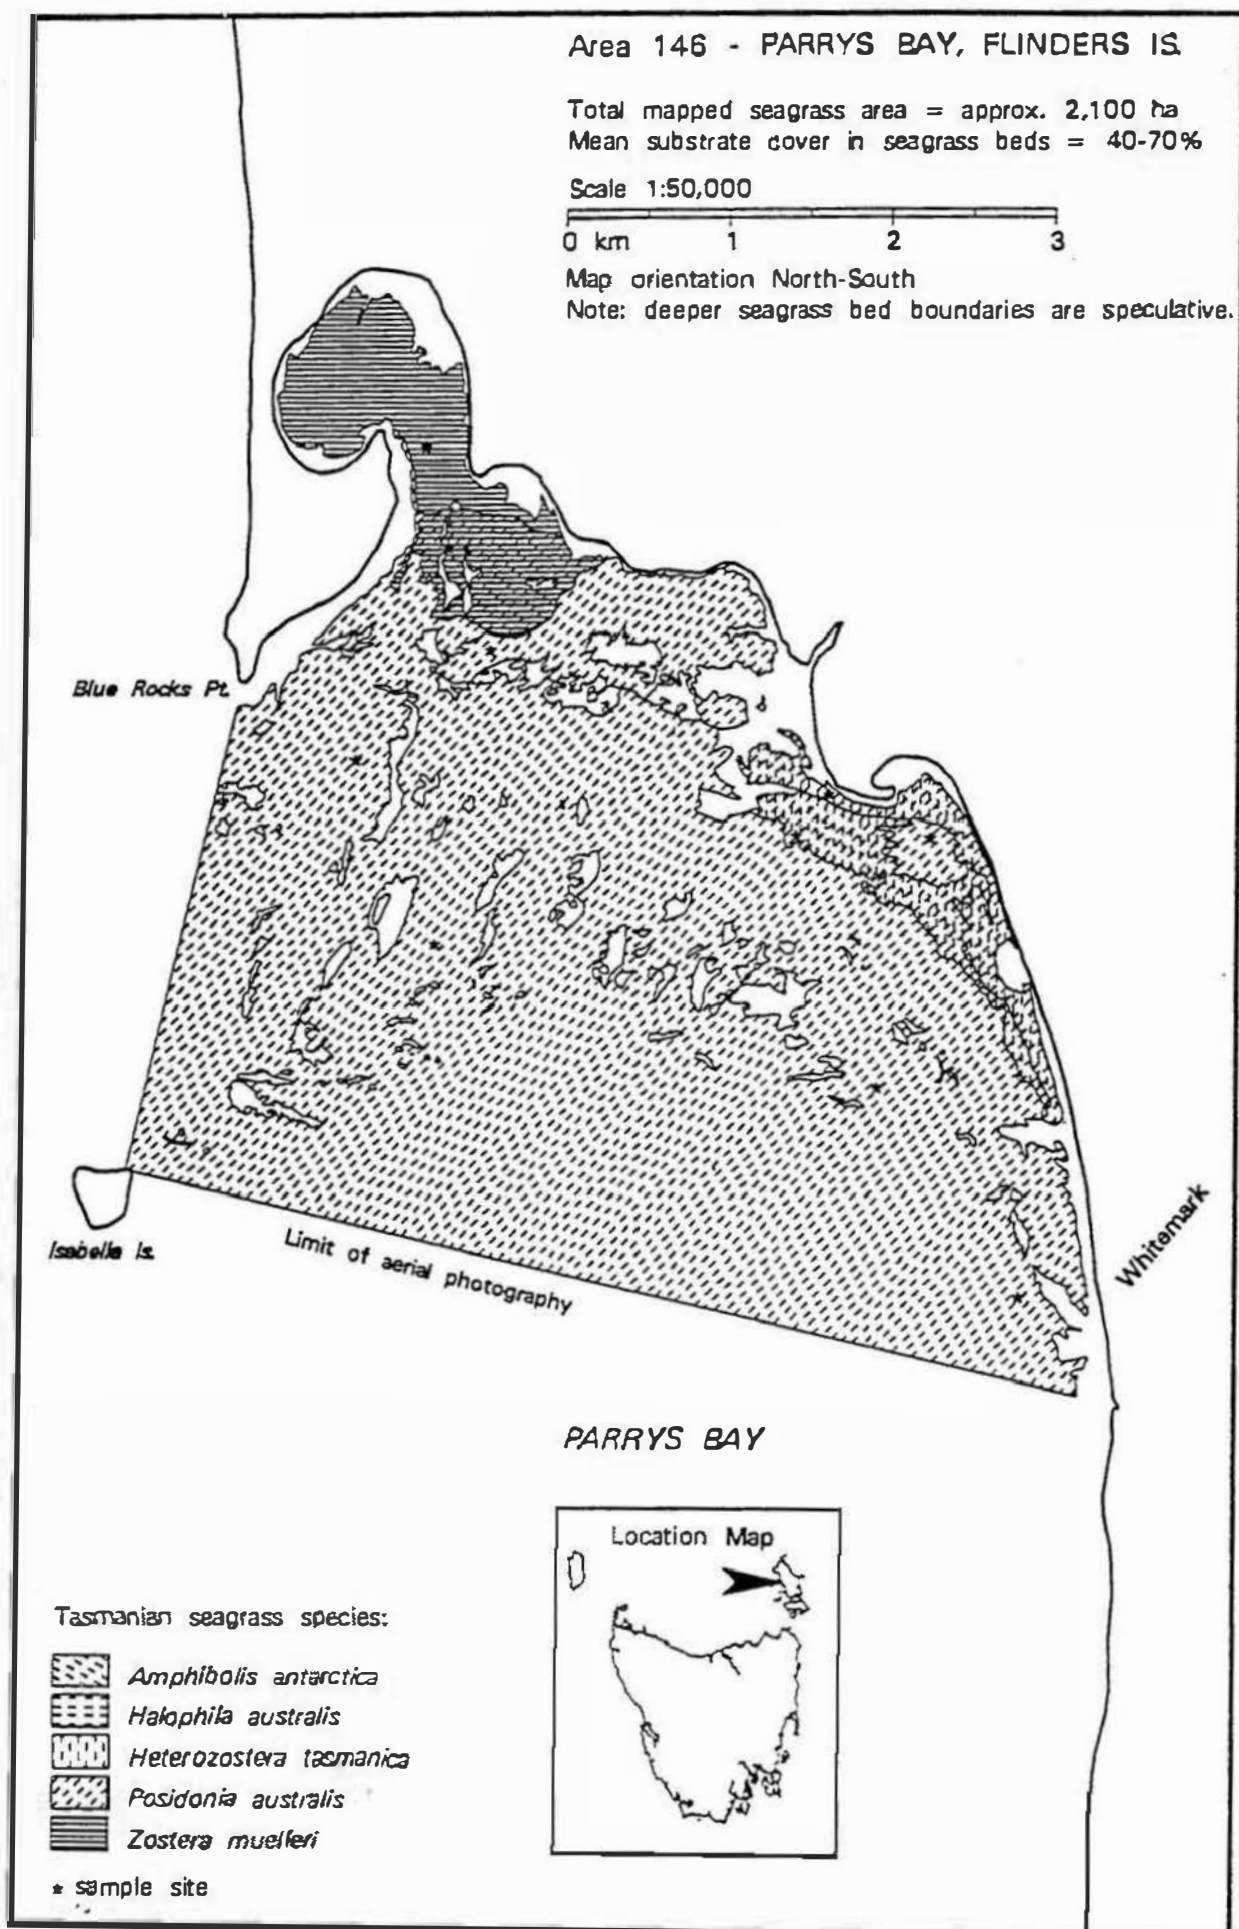 Area 146 - PARRYS BAY, FLINDERS IS.
Total mapped seagrass area = approx. 2,100 ha
Mean substrate cover in seagrass beds = 40-70%
Scale 1:50,000
0 km 1 2 3
Map orientation North-South
Note: deeper seagrass bed boundaries are speculative.
Blue Rocks Pt.
Isabella Is.
Limit of aerial photography
Whitemark
PARRYS BAY
Location Map
Tasmanian seagrass species:
Amphibolis antarctica
Halophila australis
Heterozostera tasmanica
Posidonia australis
Zostera muelleri
* sample site